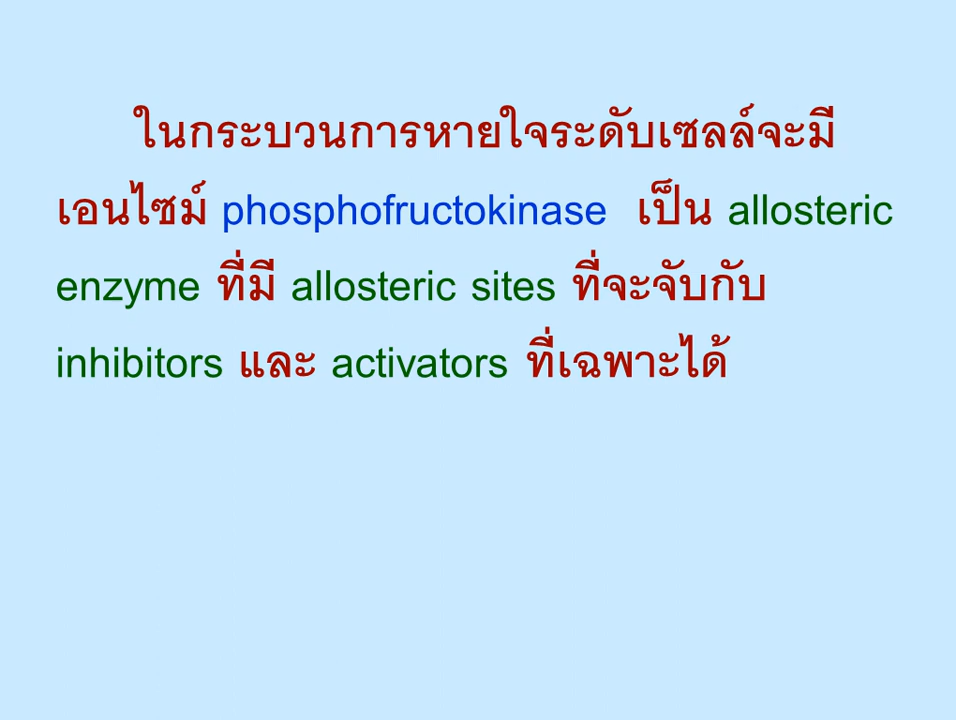 ในกระบวนการหายใจระดับเซลล์จะมี
เอนไซม์ phosphofructokinase เป็น allosteric
enzyme ที่มี allosteric sites ที่จะจับกับ
inhibitors และ activators ที่เฉพาะได้